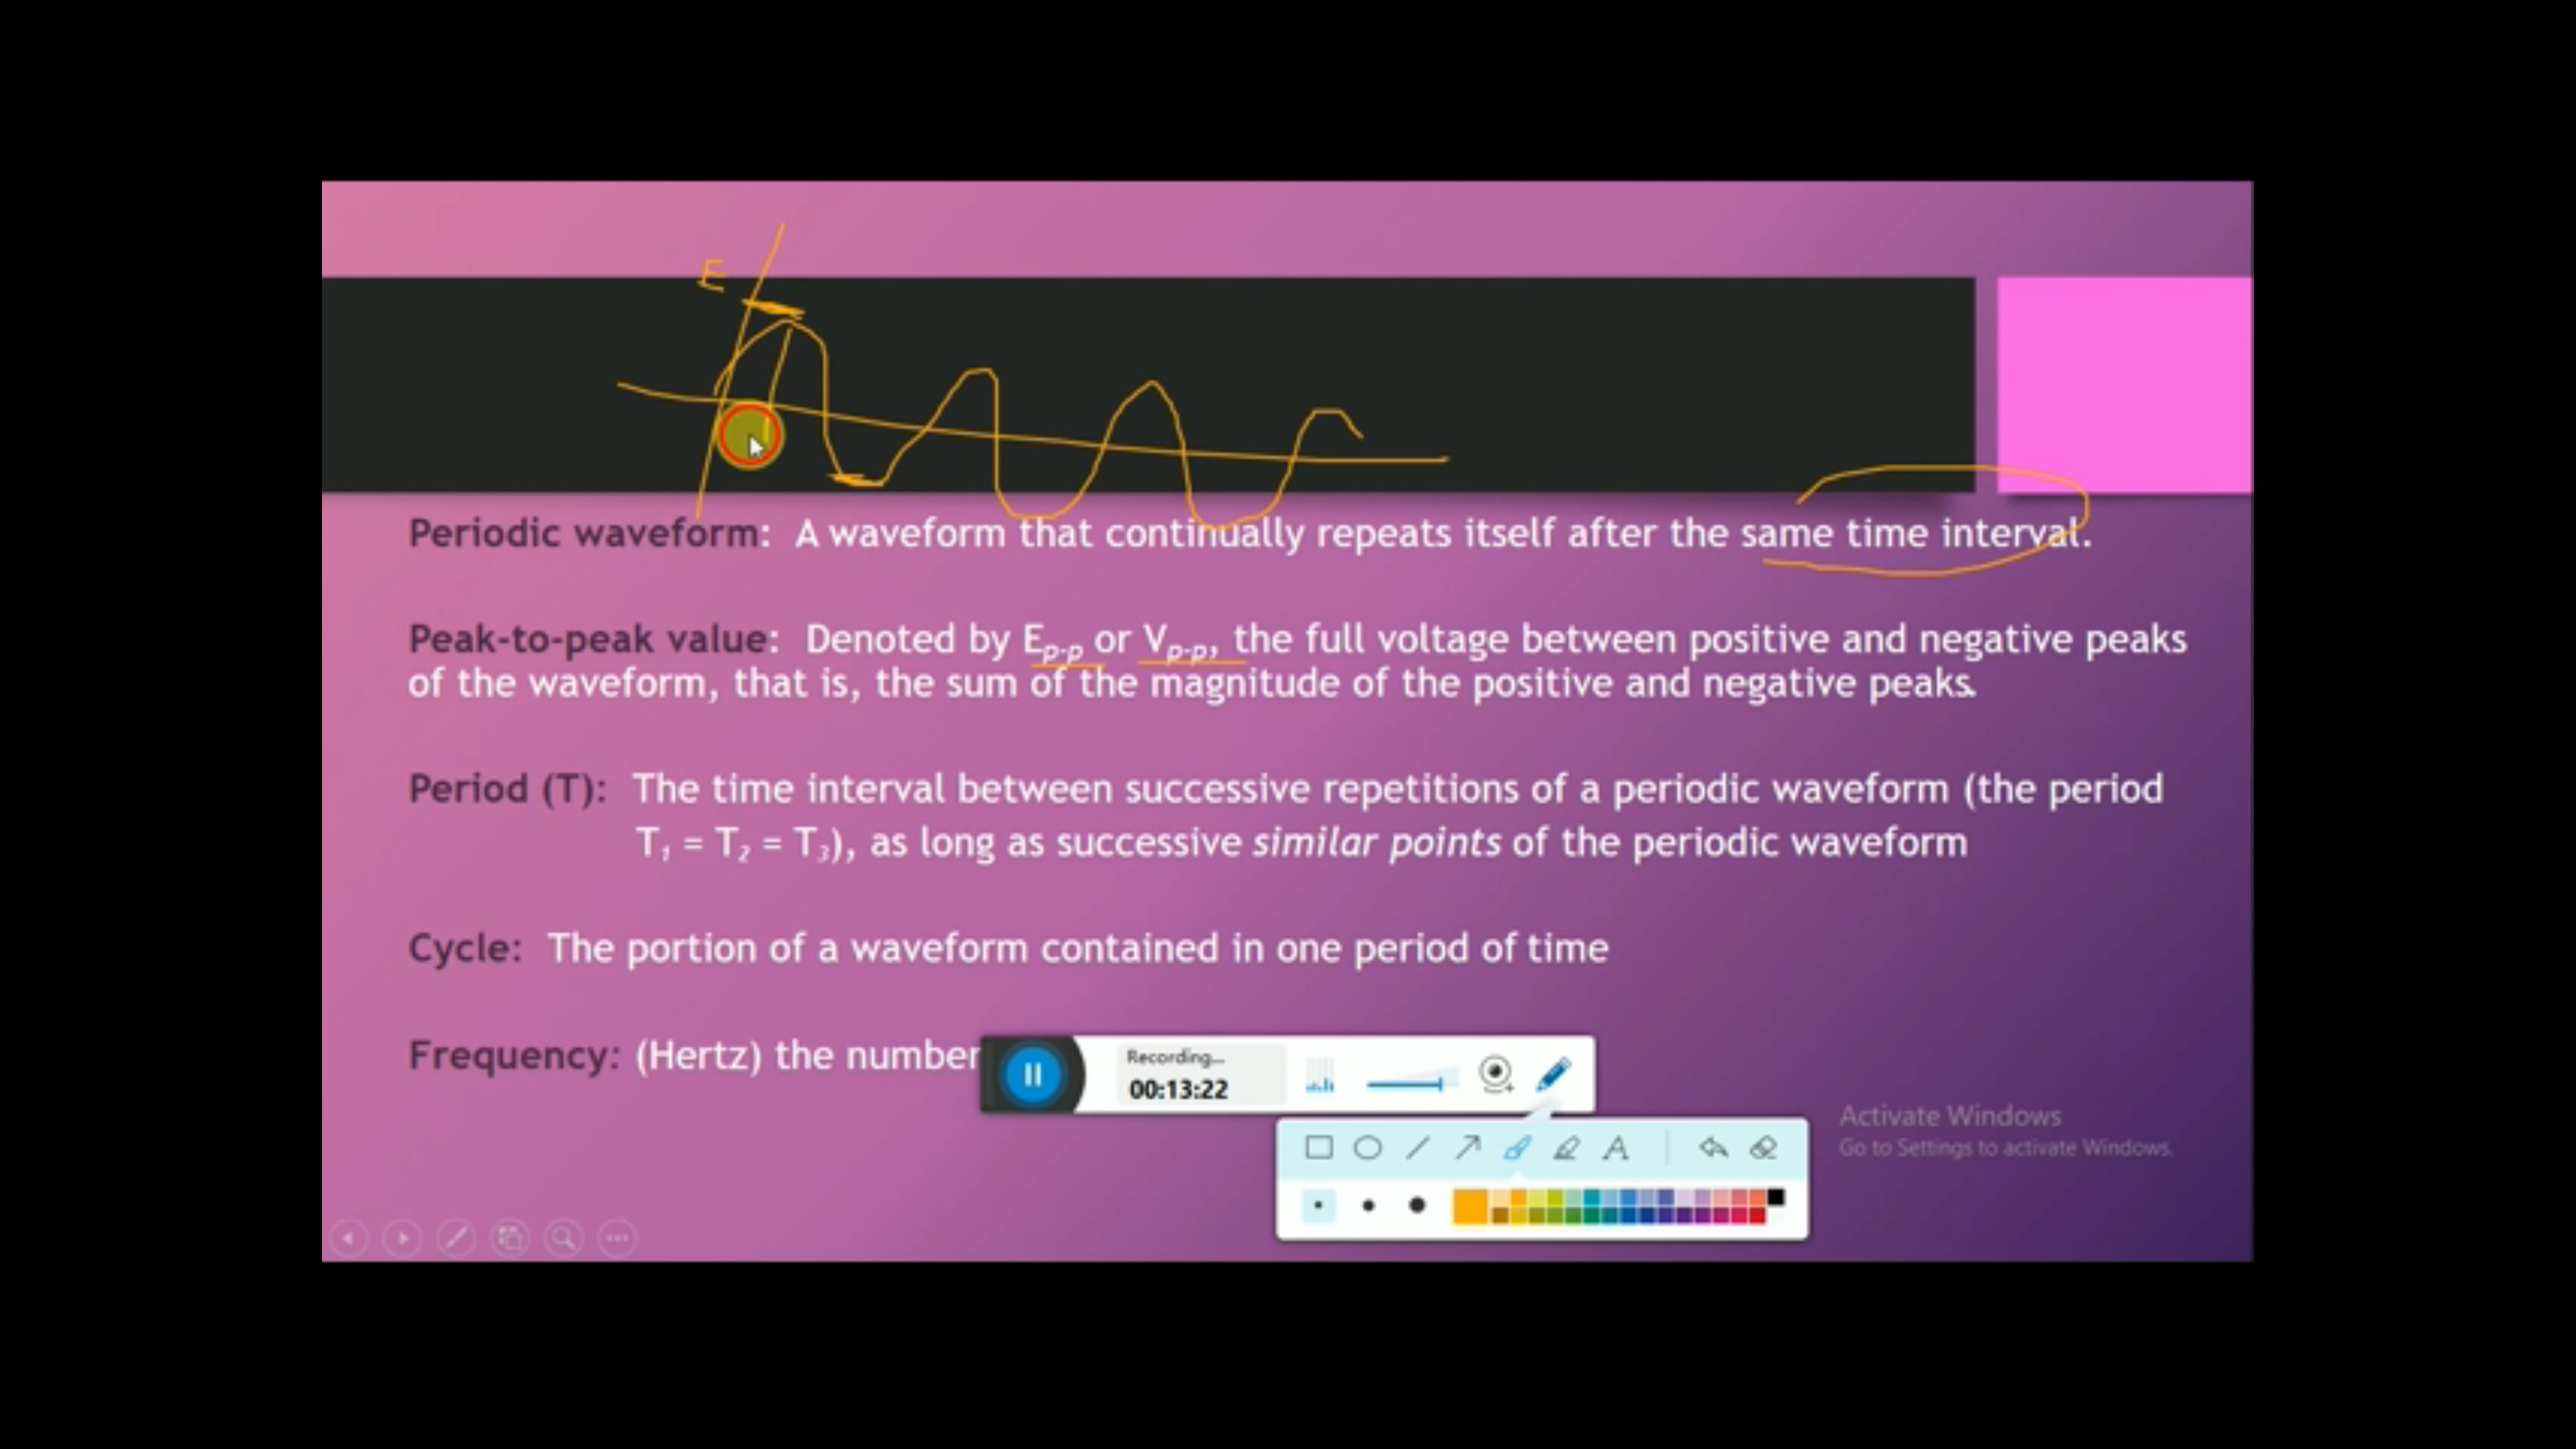 E
Periodic waveform: A waveform that continually repeats itself after the same time interval.
Peak-to-peak value: Denoted by Ep-p or Vp-p, the full voltage between positive and negative peaks
of the waveform, that is, the sum of the magnitude of the positive and negative peaks.
Period (T): The time interval between successive repetitions of a periodic waveform (the period
T1 = T2 = T3), as long as successive similar points of the periodic waveform
Cycle: The portion of a waveform contained in one period of time
Frequency: (Hertz) the number
Recording...
00:13:22
A
Activate Windows
Go to Settings to activate Windows.